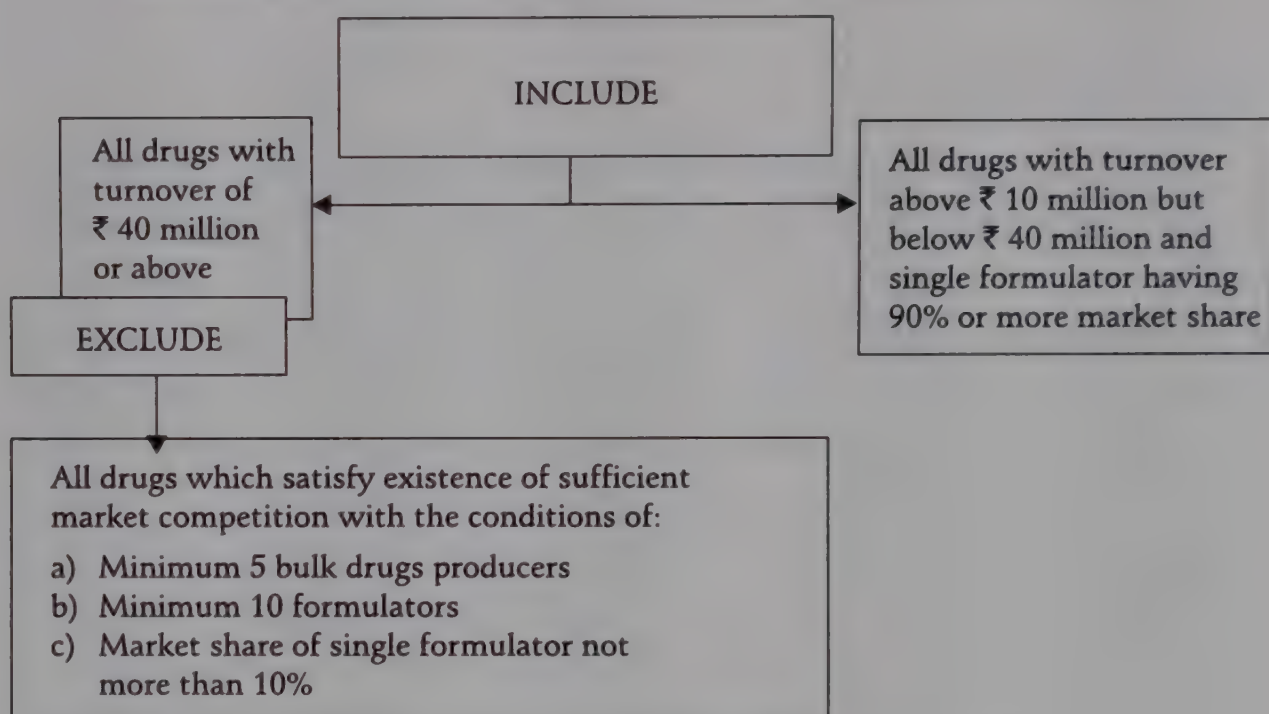 INCLUDE
All drugs with
turnover of
₹ 40 million
or above
All drugs with turnover
above ₹ 10 million but
below ₹ 40 million and
single formulator having
90% or more market share
EXCLUDE
All drugs which satisfy existence of sufficient
market competition with the conditions of:
a) Minimum 5 bulk drugs producers
b) Minimum 10 formulators
c) Market share of single formulator not
more than 10%